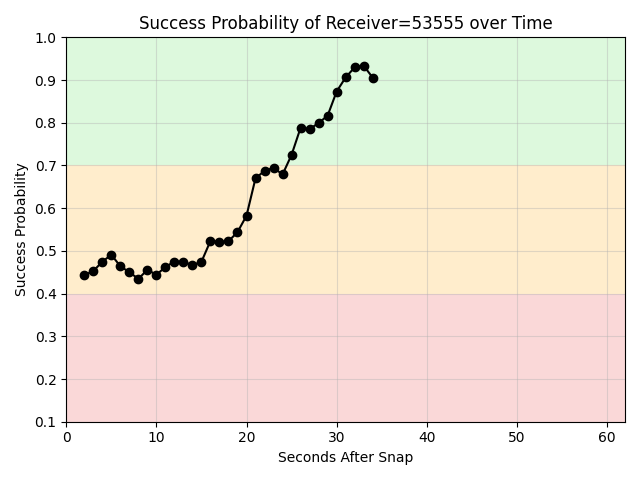 Success Probability of Receiver=53555 over Time
1.0
0.9
0.8
0.7
0.6
0.5
0.4
0.3
0.2
0.1
Success Probability
0 10 20 30 40 50 60
Seconds After Snap